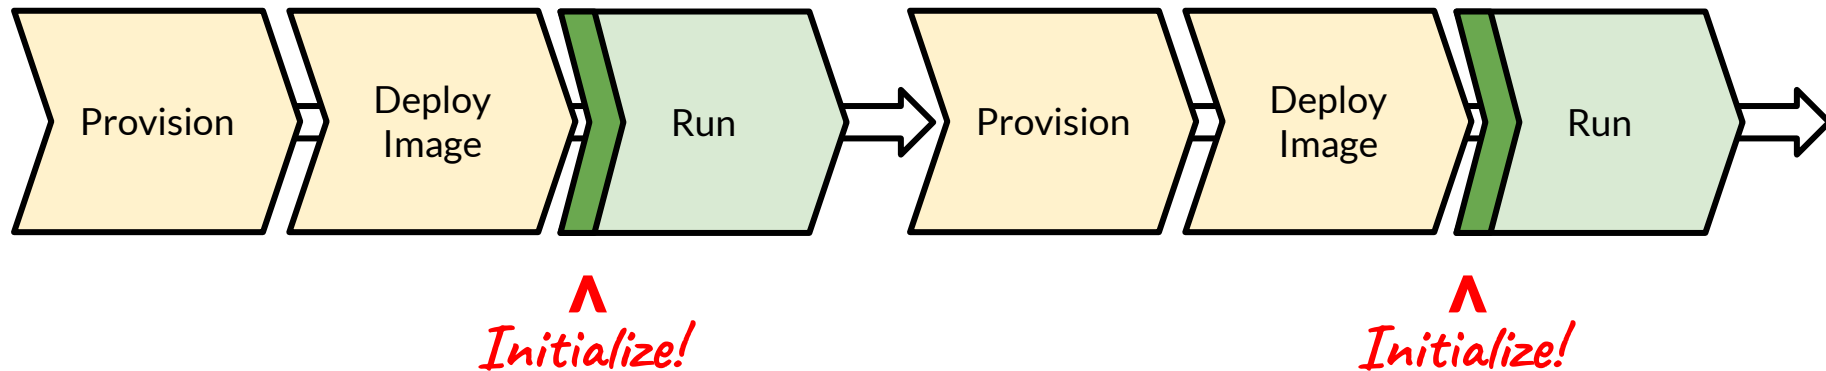 Provision
Deploy
Image
Run
Provision
Deploy
Image
Run
Initialize!
Initialize!